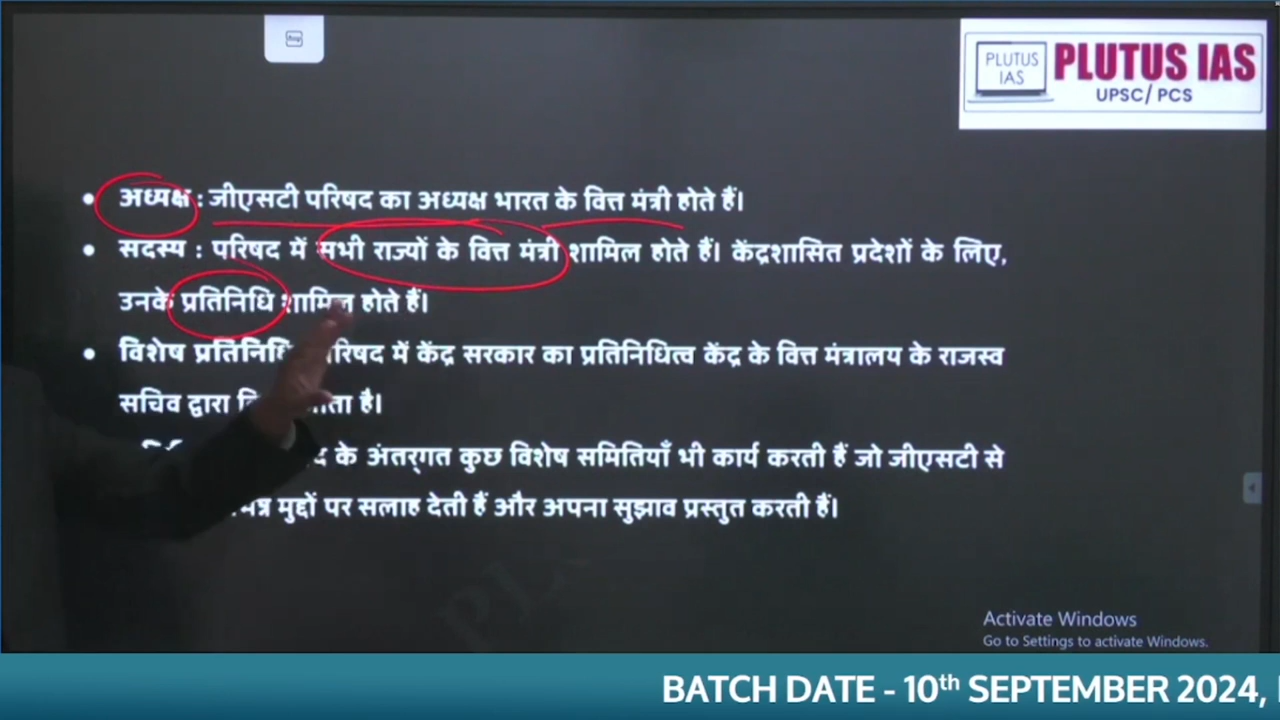 PLUTUS IAS
PLUTUS IAS
UPSC/ PCS
• अध्यक्ष : जीएसटी परिषद का अध्यक्ष भारत के वित्त मंत्री होते हैं।
• सदस्य : परिषद में सभी राज्यों के वित्त मंत्री शामिल होते हैं। केंद्रशासित प्रदेशों के लिए,
उनके प्रतिनिधि शामिल होते हैं।
• विशेष प्रतिनिधि परिषद में केंद्र सरकार का प्रतिनिधित्व केंद्र के वित्त मंत्रालय के राजस्व
सचिव द्वारा जाता है।
के अंतर्गत कुछ विशेष समितियाँ भी कार्य करती हैं जो जीएसटी से
मुद्दों पर सलाह देती हैं और अपना सुझाव प्रस्तुत करती हैं।
Activate Windows
Go to Settings to activate Windows.
BATCH DATE - 10th SEPTEMBER 2024,